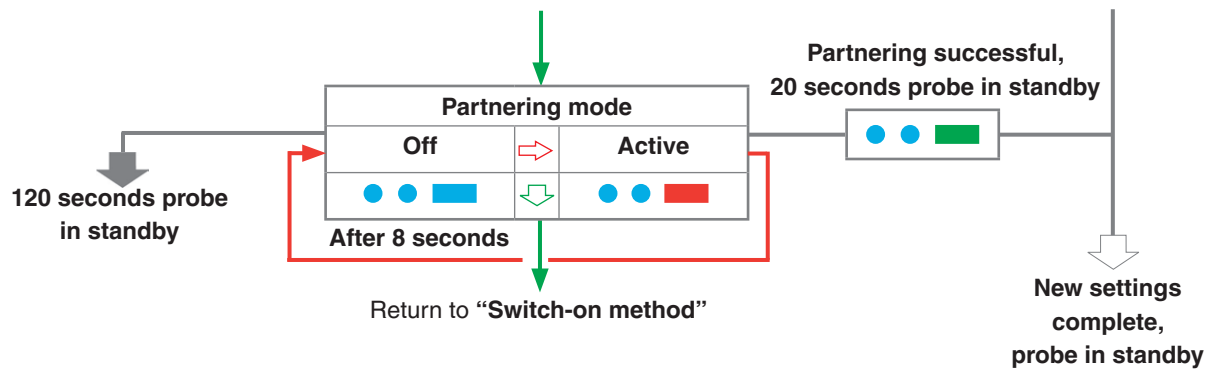 Partnering successful,
20 seconds probe in standby
Partnering mode
Off
Active
120 seconds probe
in standby
After 8 seconds
Return to “Switch-on method”
New settings
complete,
probe in standby